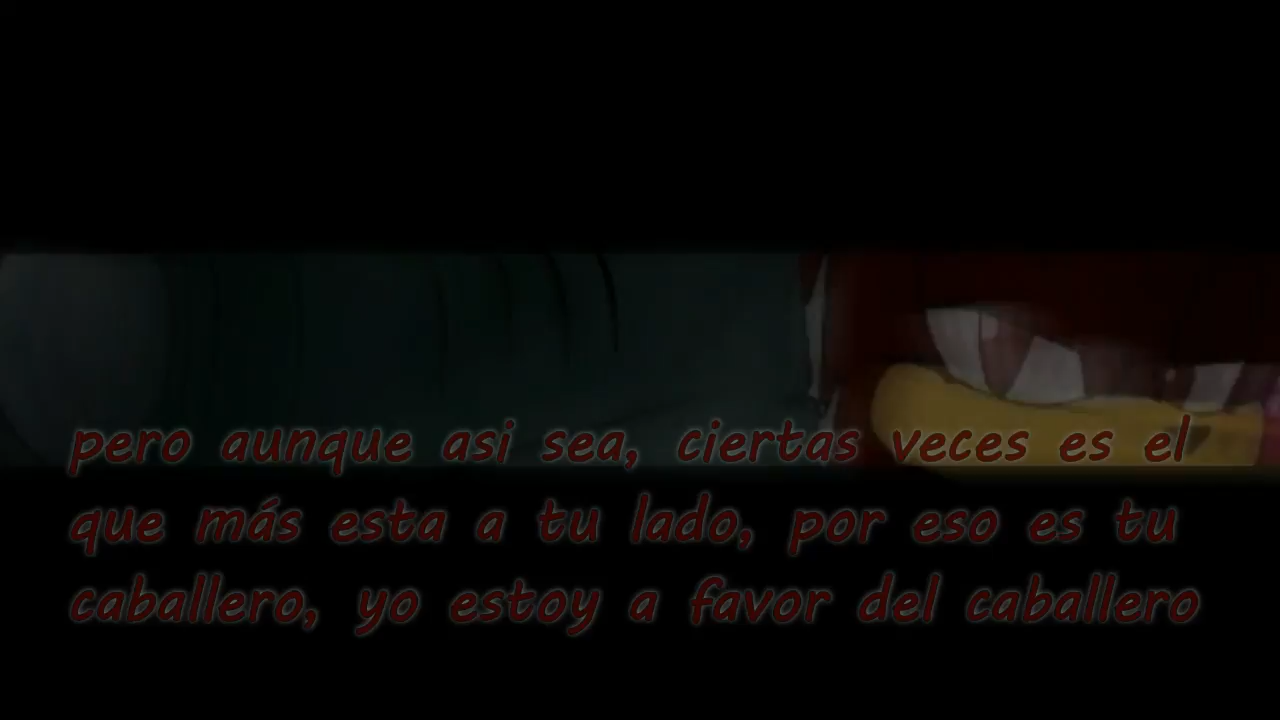 pero aunque asi sea, ciertas veces es el
que más esta a tu lado, por eso es tu
caballero, yo estoy a favor del caballero